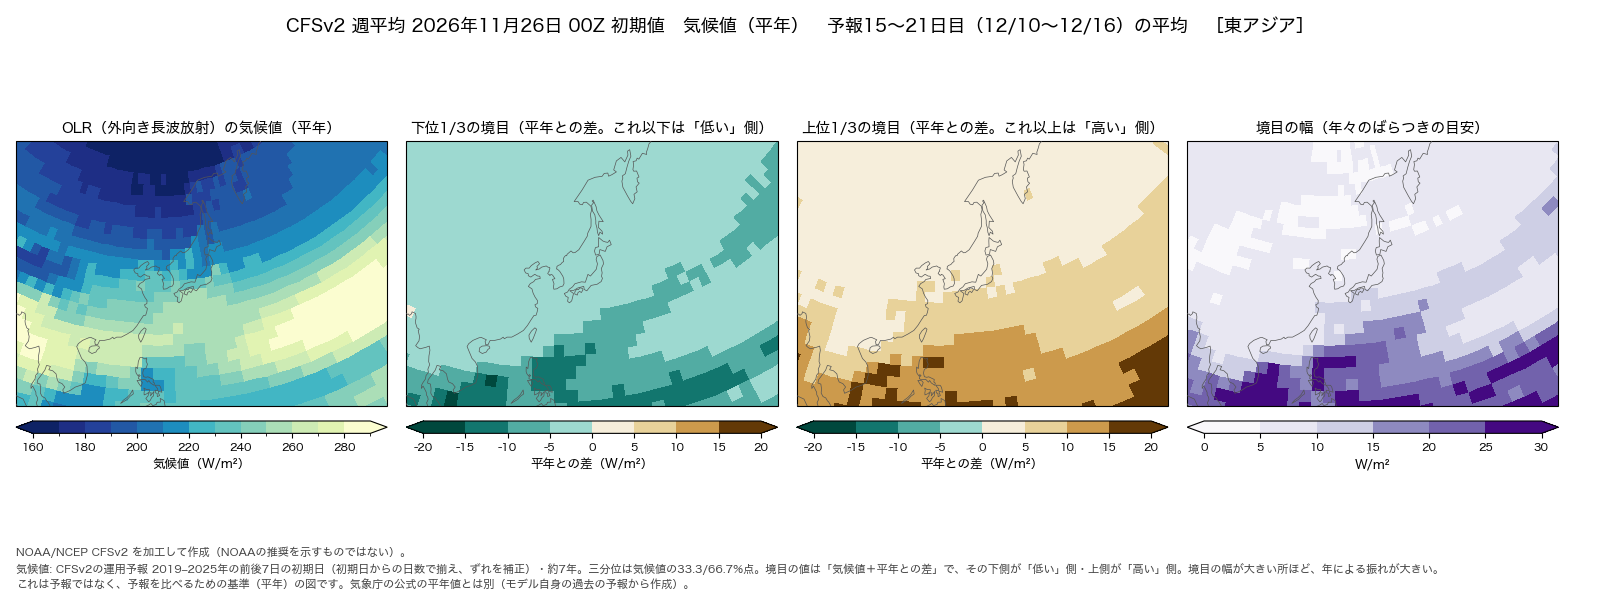 CFSv2 週平均 2026年11月26日 00Z 初期値　気候値（平年）　予報15～21日目（12/10～12/16）の平均　［東アジア］
OLR（外向き長波放射）の気候値（平年）
下位1/3の境目（平年との差。これ以下は「低い」側）
上位1/3の境目（平年との差。これ以上は「高い」側）
境目の幅（年々のばらつきの目安）
160 180 200 220 240 260 280
気候値（W/m²）
-20 -15 -10 -5 0 5 10 15 20
平年との差（W/m²）
-20 -15 -10 -5 0 5 10 15 20
平年との差（W/m²）
0 5 10 15 20 25 30
W/m²
NOAA/NCEP CFSv2 を加工して作成（NOAAの推奨を示すものではない）。
気候値: CFSv2の運用予報 2019–2025年の前後7日の初期日（初期日からの日数で揃え、ずれを補正）・約7年。三分位は気候値の33.3/66.7%点。境目の値は「気候値＋平年との差」で、その下側が「低い」側・上側が「高い」側。境目の幅が大きい所ほど、年による振れが大きい。
これは予報ではなく、予報を比べるための基準（平年）の図です。気象庁の公式の平年値とは別（モデル自身の過去の予報から作成）。